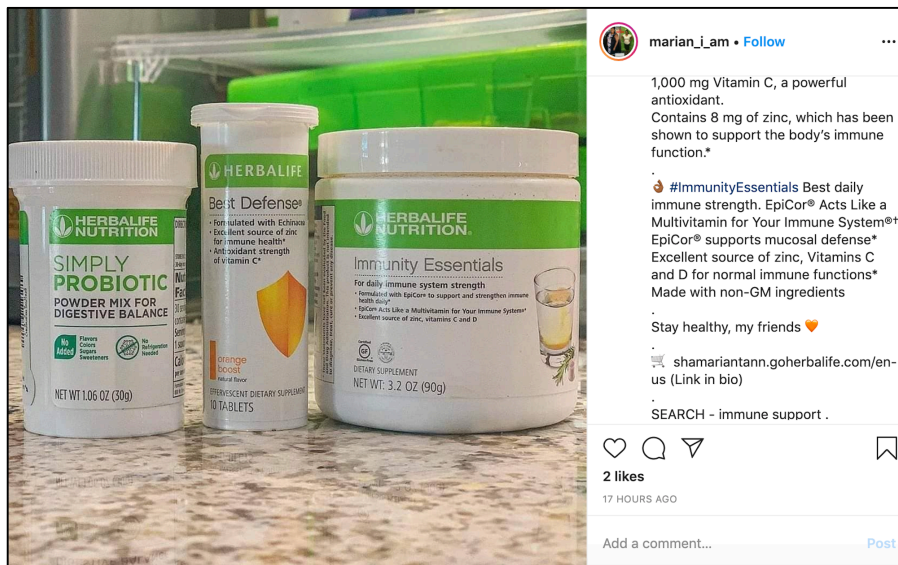 HERBALIFE
NUTRITION
SIMPLY
PROBIOTIC
POWDER MIX FOR
DIGESTIVE BALANCE
No
Added
Flavors
Colors
Sugars
Sweeteners
No
Refrigeration
Needed
NET WT 1.06 OZ (30g)
HERBALIFE
Best Defense®
• Formulated with Echinacea
• Excellent source of zinc
for immune health*
• Antioxidant strength
of vitamin C*
orange
boost
natural flavor
EFFERVESCENT DIETARY SUPPLEMENT
10 TABLETS
HERBALIFE
NUTRITION®
Immunity Essentials
For daily immune system strength
• Formulated with EpiCor® to support and strengthen immune
health daily*
• EpiCor® Acts Like a Multivitamin for Your Immune System®*
• Excellent source of zinc, vitamins C and D
GF
DIETARY SUPPLEMENT
NET WT: 3.2 OZ (90g)
marian_i_am • Follow
1,000 mg Vitamin C, a powerful
antioxidant.
Contains 8 mg of zinc, which has been
shown to support the body's immune
function.*
.
👌🏾 #ImmunityEssentials Best daily
immune strength. EpiCor® Acts Like a
Multivitamin for Your Immune System®†
EpiCor® supports mucosal defense*
Excellent source of zinc, Vitamins C
and D for normal immune functions*
Made with non-GM ingredients
.
Stay healthy, my friends 🧡
.
🛒 shamariantann.goherbalife.com/en-
us (Link in bio)
.
SEARCH - immune support .
2 likes
17 HOURS AGO
Add a comment...
Post